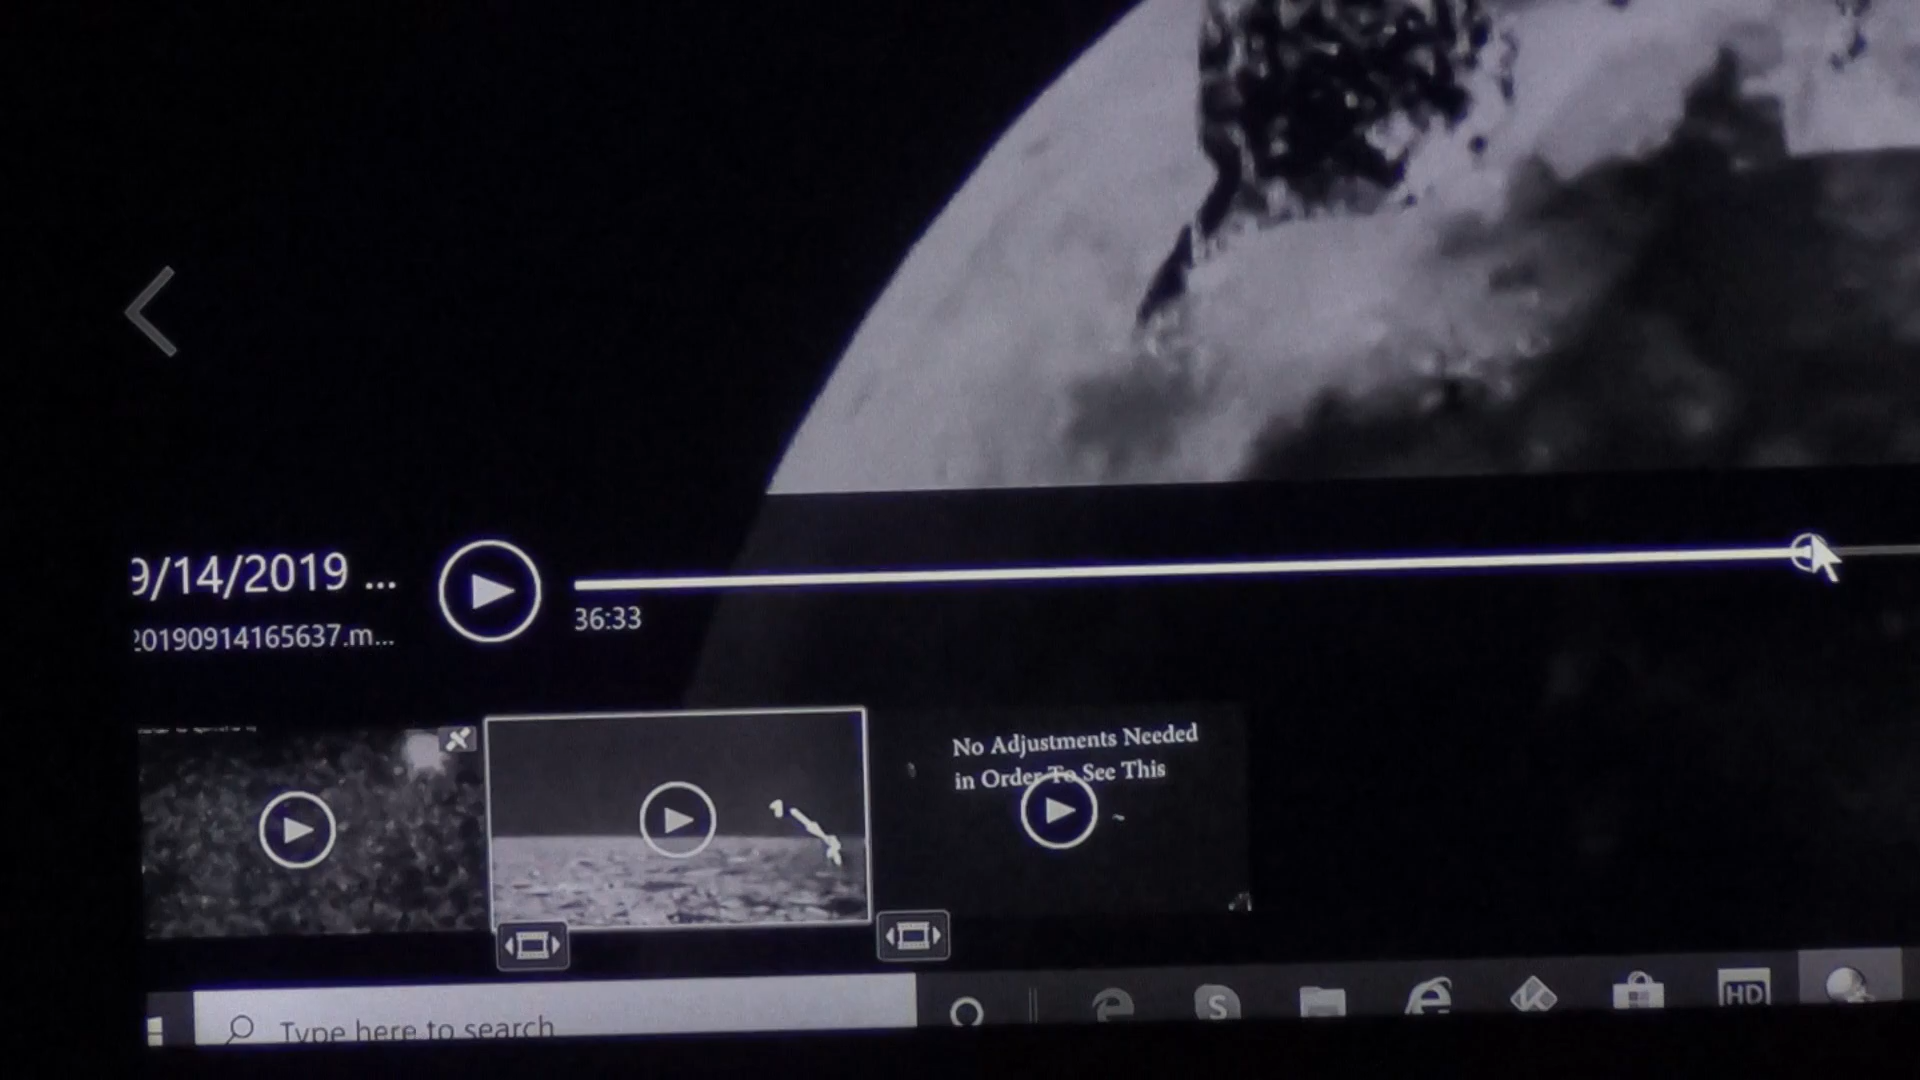 9/14/2019 ...
20190914165637.m...
36:33
No Adjustments Needed
in Order To See This
Type here to search
S
HD